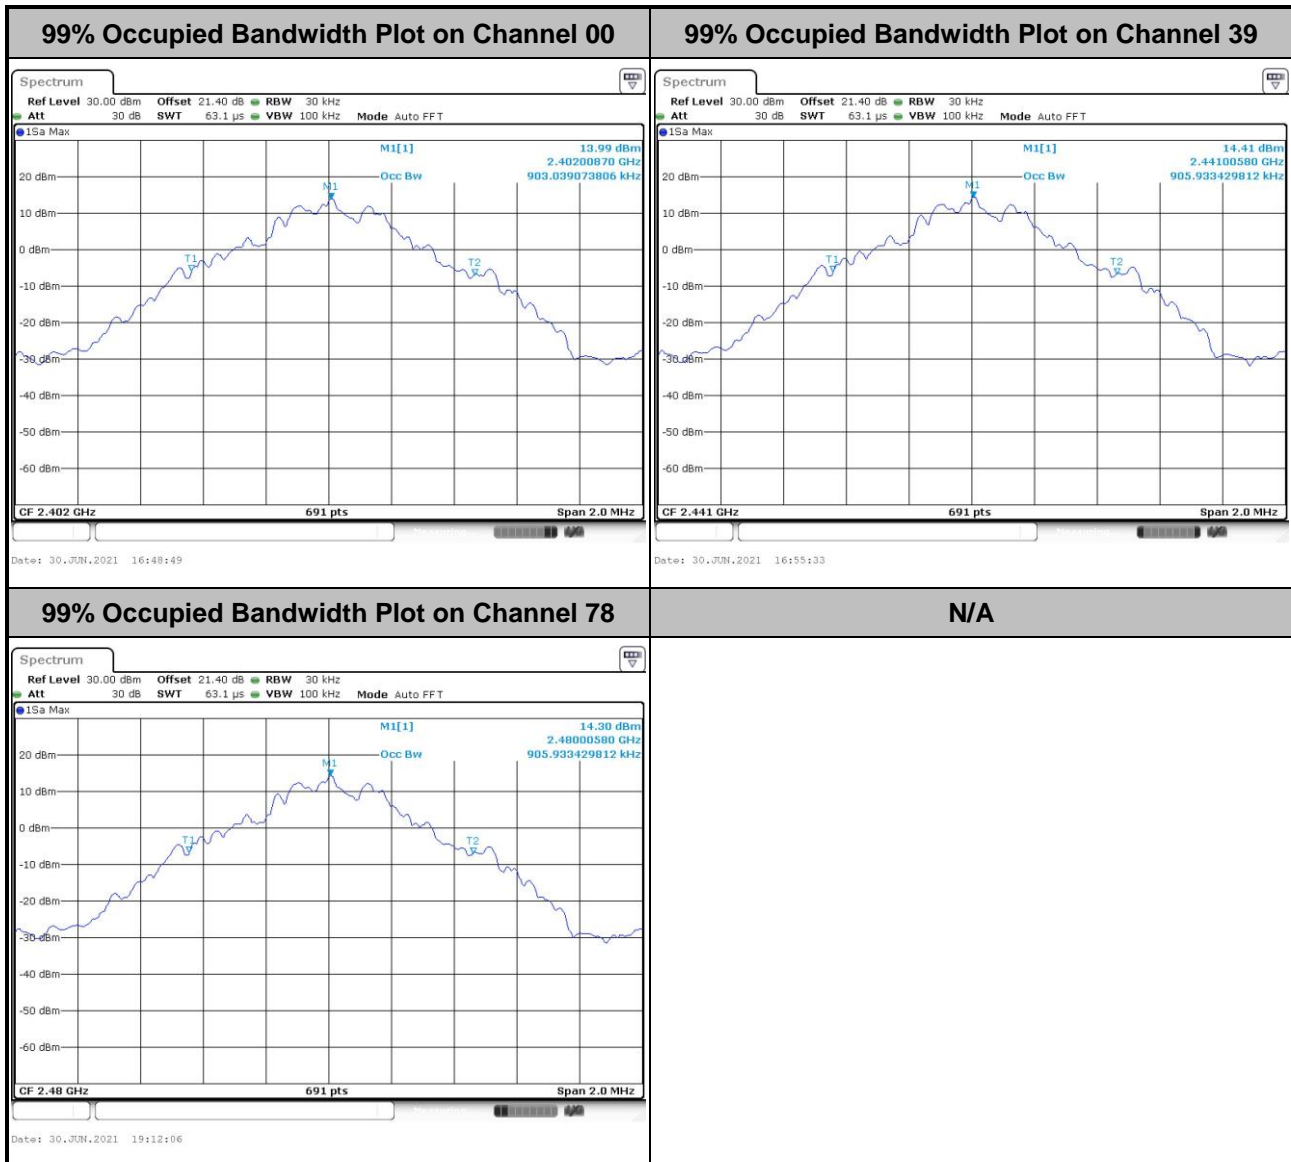 99% Occupied Bandwidth Plot on Channel 00
99% Occupied Bandwidth Plot on Channel 39
Spectrum
Ref Level 30.00 dBm Offset 21.40 dB RBW 30 kHz
Att 30 dB SWT 63.1 µs VBW 100 kHz Mode Auto FFT
1Sa Max
M1[1] 13.99 dBm
2.40200870 GHz
Occ Bw 903.039073806 kHz
20 dBm
M1
10 dBm
0 dBm
T1
T2
-10 dBm
-20 dBm
-30 dBm
-40 dBm
-50 dBm
-60 dBm
CF 2.402 GHz 691 pts Span 2.0 MHz
Date: 30.JUN.2021 16:48:49
Spectrum
Ref Level 30.00 dBm Offset 21.40 dB RBW 30 kHz
Att 30 dB SWT 63.1 µs VBW 100 kHz Mode Auto FFT
1Sa Max
M1[1] 14.41 dBm
2.44100580 GHz
Occ Bw 905.933429812 kHz
20 dBm
M1
10 dBm
0 dBm
T1
T2
-10 dBm
-20 dBm
-30 dBm
-40 dBm
-50 dBm
-60 dBm
CF 2.441 GHz 691 pts Span 2.0 MHz
Date: 30.JUN.2021 16:55:33
99% Occupied Bandwidth Plot on Channel 78
N/A
Spectrum
Ref Level 30.00 dBm Offset 21.40 dB RBW 30 kHz
Att 30 dB SWT 63.1 µs VBW 100 kHz Mode Auto FFT
1Sa Max
M1[1] 14.30 dBm
2.48000580 GHz
Occ Bw 905.933429812 kHz
20 dBm
M1
10 dBm
0 dBm
T1
T2
-10 dBm
-20 dBm
-30 dBm
-40 dBm
-50 dBm
-60 dBm
CF 2.48 GHz 691 pts Span 2.0 MHz
Date: 30.JUN.2021 19:12:06